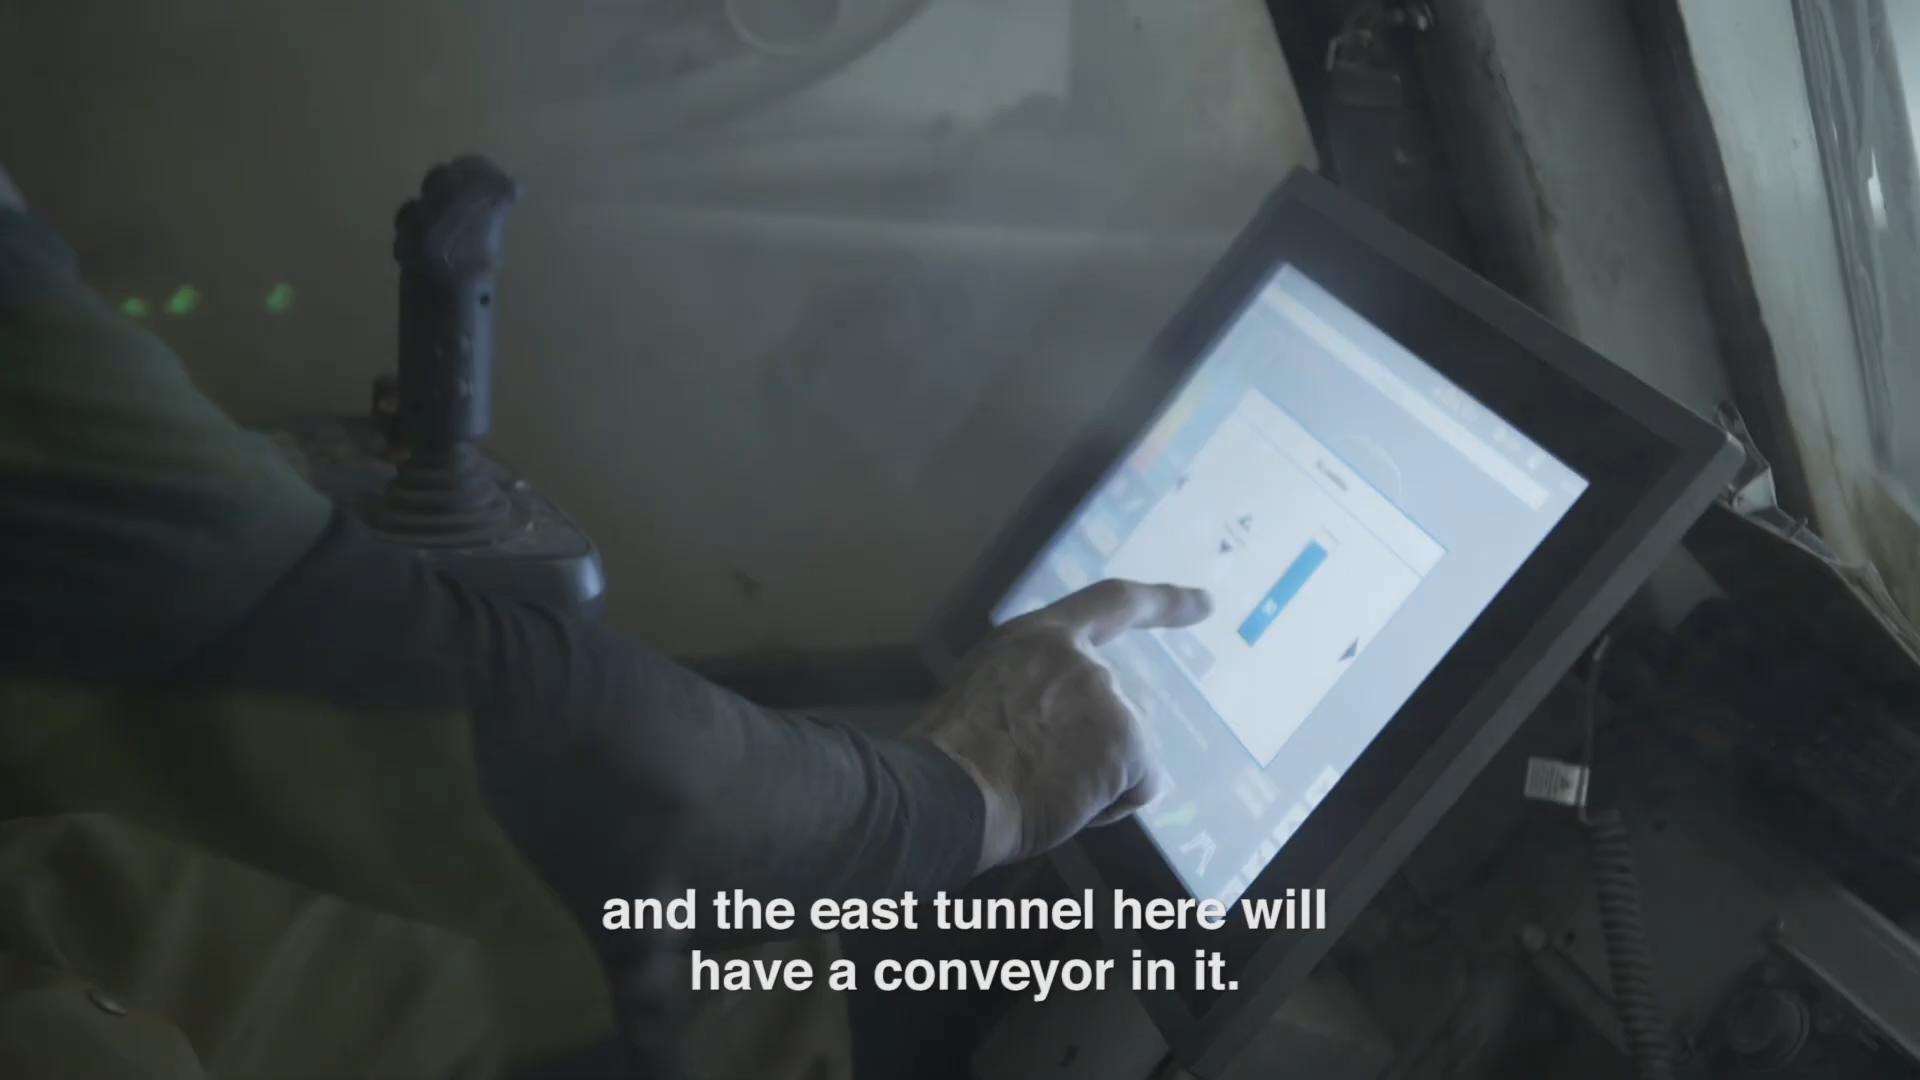 and the east tunnel here will
have a conveyor in it.